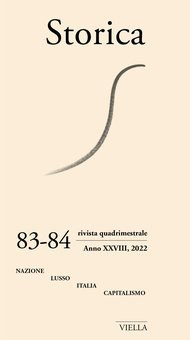 Storica
83-84
rivista quadrimestrale
Anno XXVIII, 2022
NAZIONE
LUSSO
ITALIA
CAPITALISMO
VIELLA